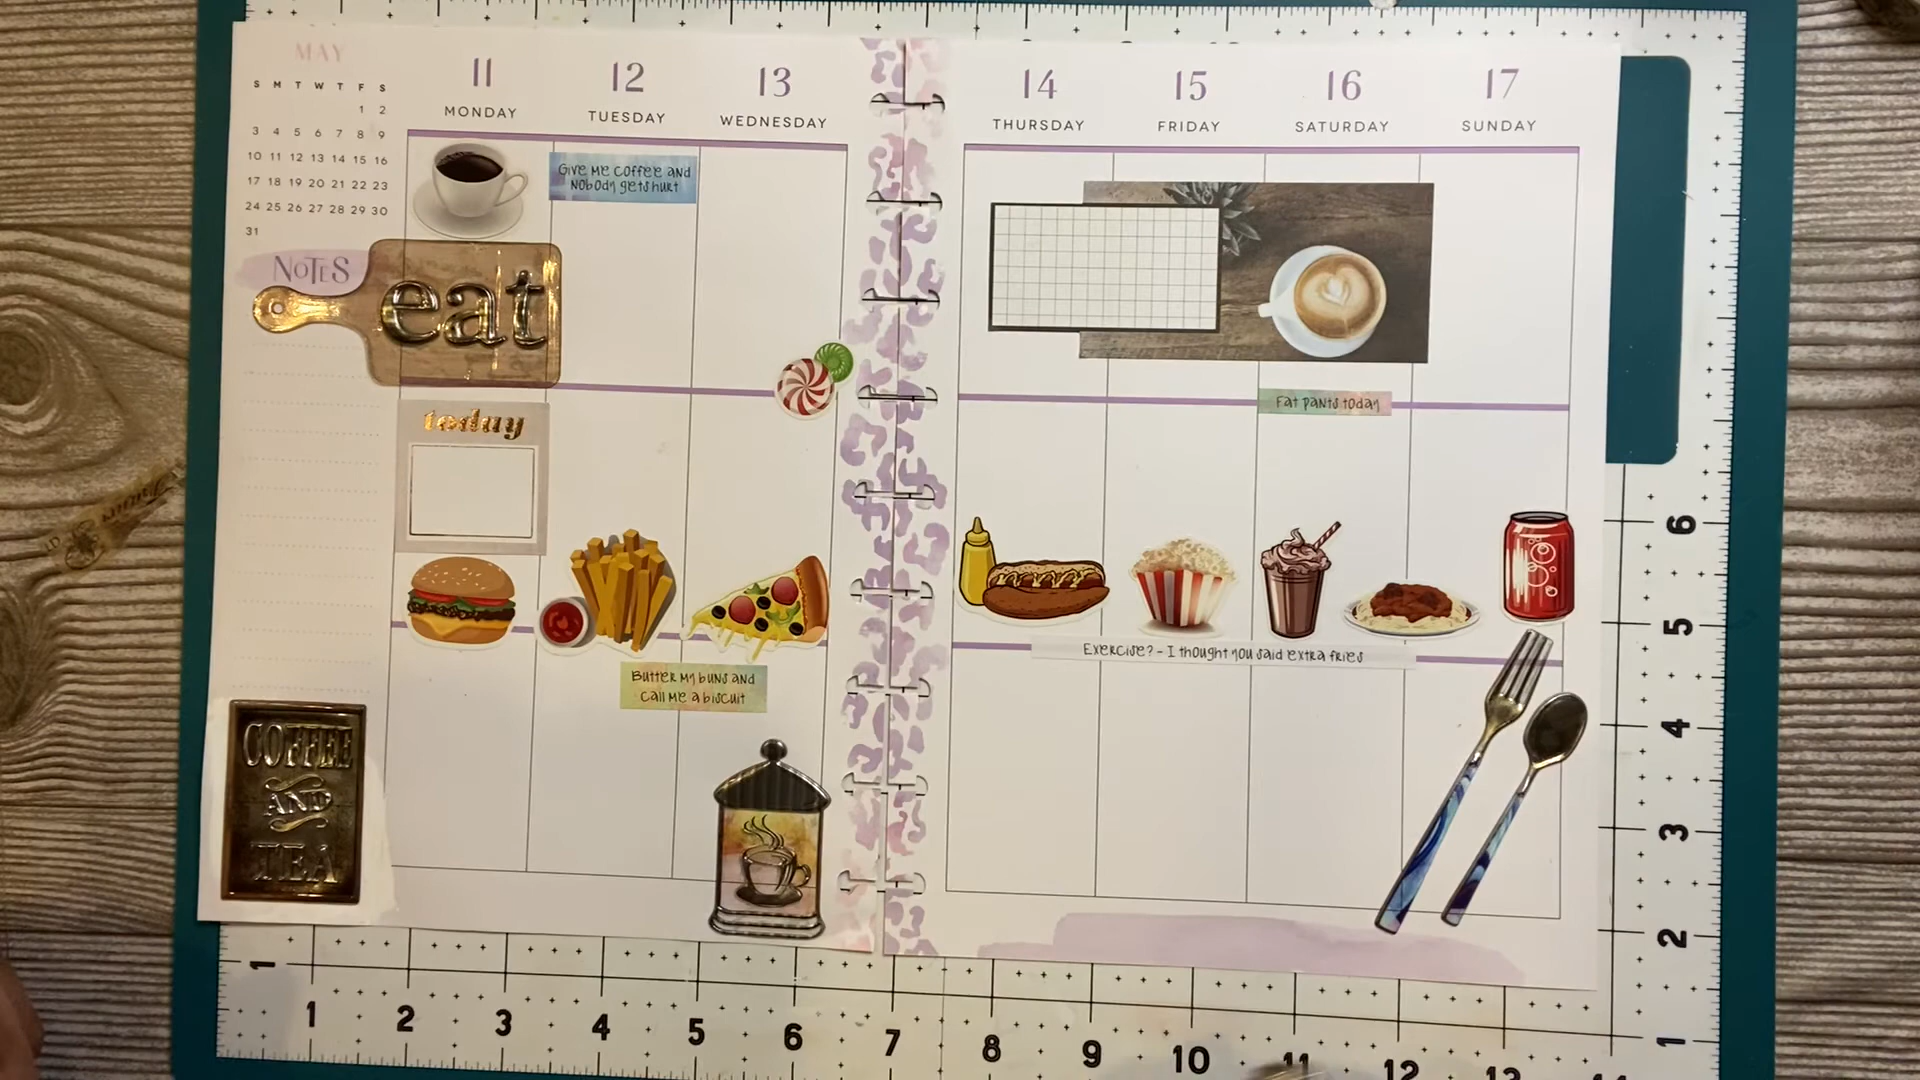 MAY
S M T W T F S
1 2
3 4 5 6 7 8 9
10 11 12 13 14 15 16
17 18 19 20 21 22 23
24 25 26 27 28 29 30
31
11
MONDAY
12
TUESDAY
13
WEDNESDAY
14
THURSDAY
15
FRIDAY
16
SATURDAY
17
SUNDAY
Give me coffee and
nobody gets hurt
NOTES
eat
today
Fat pants today
Exercise? - I thought you said extra fries
Butter my buns and
call me a biscuit
COFFEE
AND
TEA
6
5
4
3
2
1
1
1 2 3 4 5 6 7 8 9 10 11 12 13